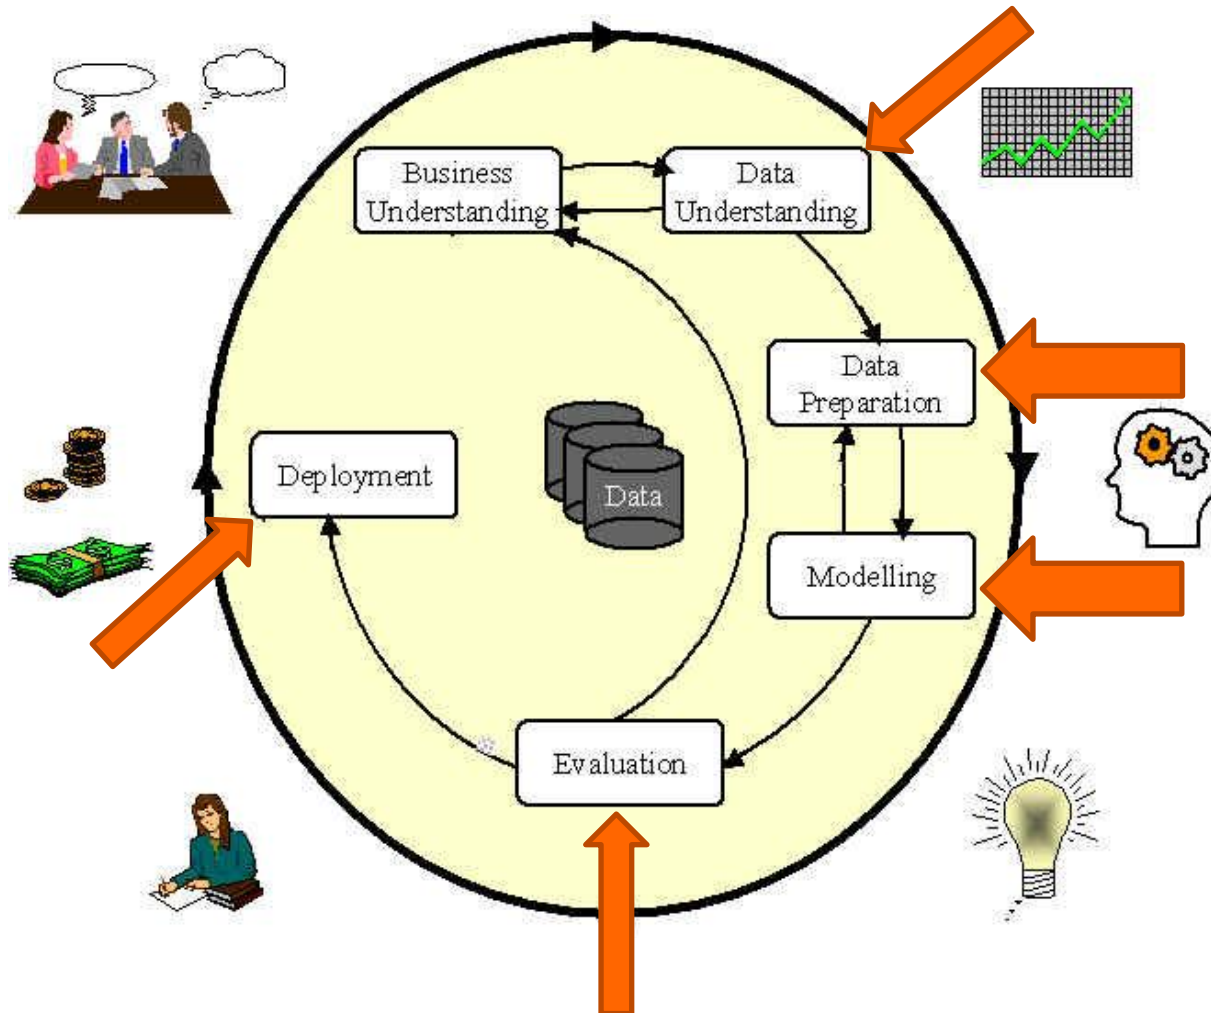 Business
Understanding
Data
Understanding
Data
Preparation
Deployment
Data
Modelling
Evaluation